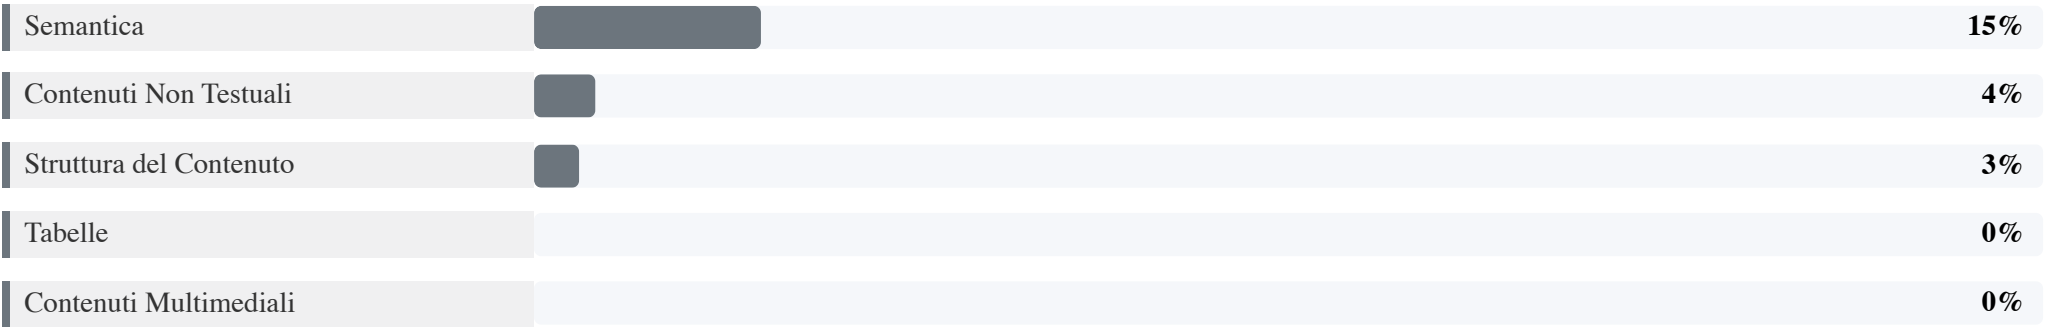 Semantica 15%
Contenuti Non Testuali 4%
Struttura del Contenuto 3%
Tabelle 0%
Contenuti Multimediali 0%